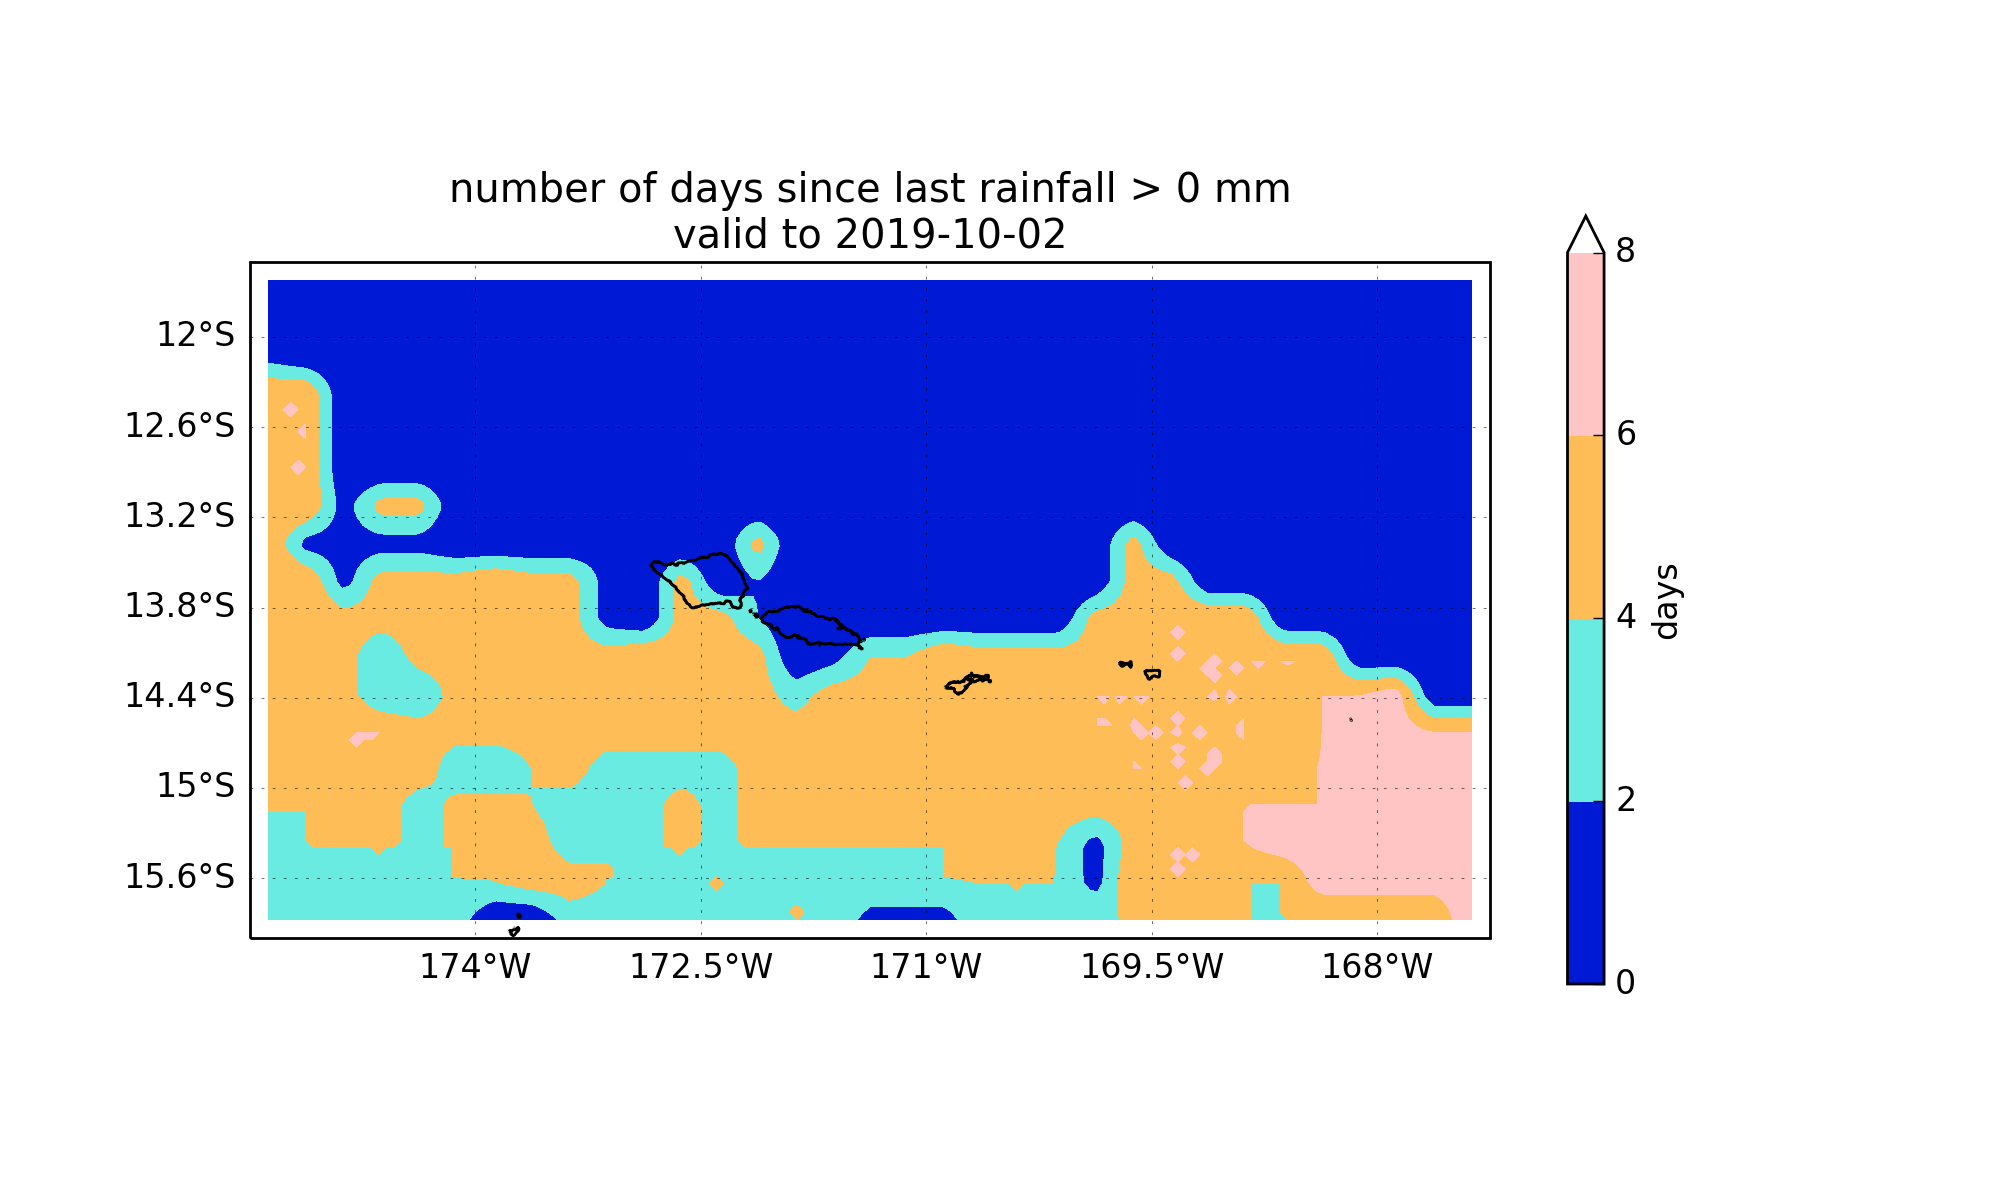 number of days since last rainfall > 0 mm
valid to 2019-10-02
12°S
12.6°S
13.2°S
13.8°S
14.4°S
15°S
15.6°S
174°W
172.5°W
171°W
169.5°W
168°W
8
6
4
2
0
days